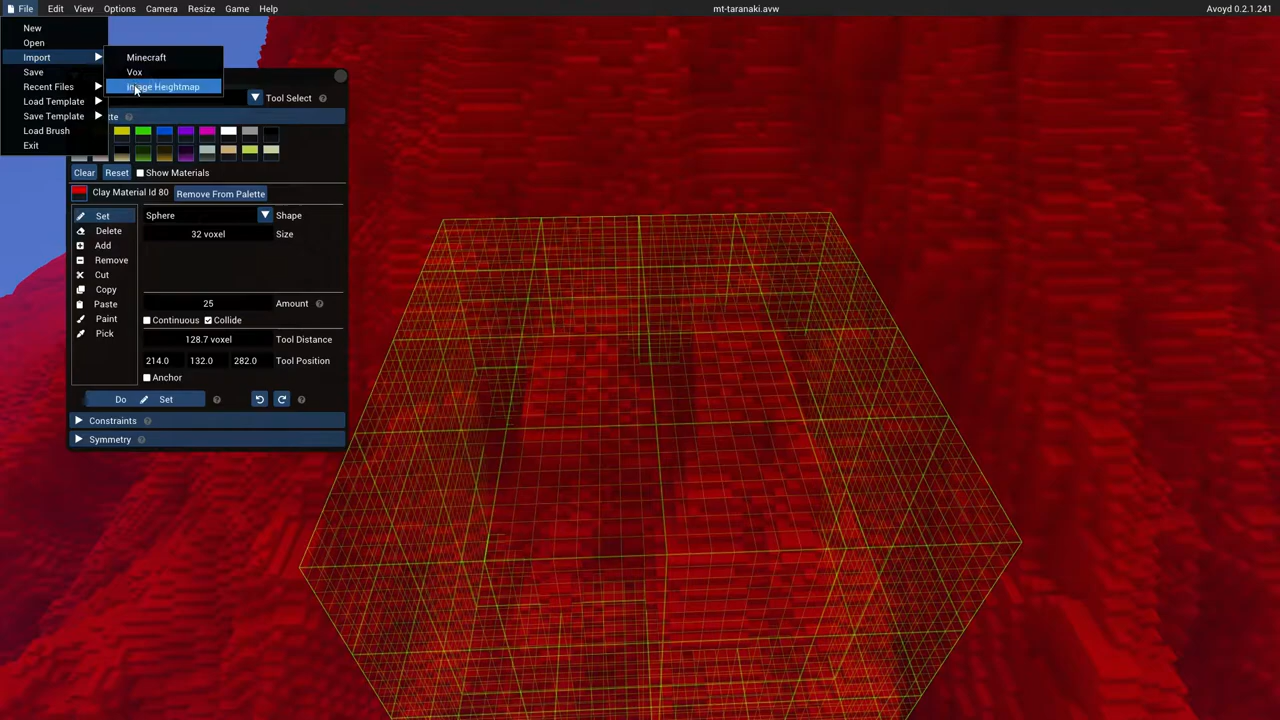 File Edit View Options Camera Resize Game Help mt-taranaki.avw Avoyd 0.2.1.241
New
Open
Import
Save
Recent Files
Load Template
Save Template
Load Brush
Exit
Minecraft
Vox
Image Heightmap
Tool Select
Clear Reset Show Materials
Clay Material Id 80 Remove From Palette
Set
Delete
Add
Remove
Cut
Copy
Paste
Paint
Pick
Sphere Shape
32 voxel Size
25 Amount
Continuous Collide
128.7 voxel Tool Distance
214.0 132.0 282.0 Tool Position
Anchor
Do Set
Constraints
Symmetry